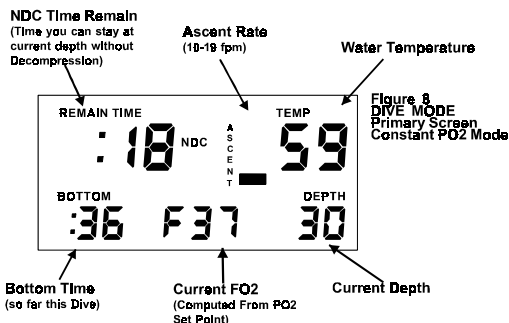 NDC Time Remain
(Time you can stay at
current depth without
Decompression)
Ascent Rate
(10-19 fpm)
Water Temperature
Figure 8
DIVE MODE
Primary Screen
Constant PO2 Mode
REMAIN TIME
:18 NDC
ASCENT
TEMP
59
BOTTOM
:36
F37
DEPTH
30
Bottom Time
(so far this Dive)
Current FO2
(Computed From PO2
Set Point)
Current Depth